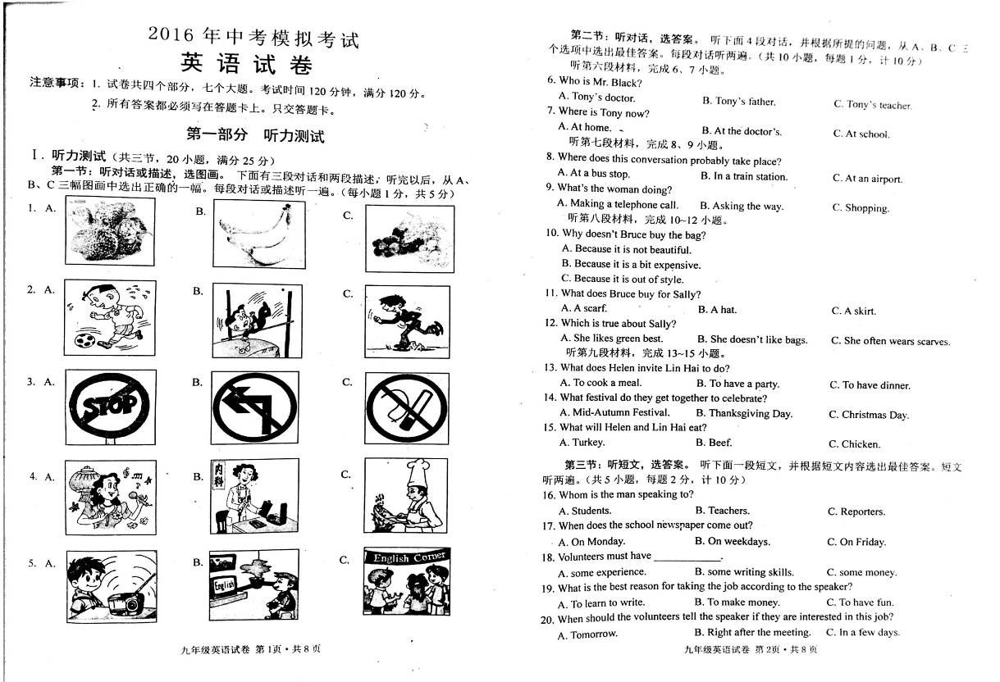 2016 年中考模拟考试
英 语 试 卷
注意事项：1. 试卷共四个部分，七个大题。考试时间 120 分钟，满分 120 分。
2. 所有答案都必须写在答题卡上。只交答题卡。
第一部分 听力测试
Ⅰ. 听力测试（共三节，20 小题，满分 25 分）
第一节：听对话或描述，选图画。 下面有三段对话和两段描述，听完以后，从 A、
B、C 三幅图画中选出正确的一幅。每段对话或描述听一遍。（每小题 1 分，共 5 分）
1. A. B. C.
2. A. B. C.
3. A. B. C.
STOP
4. A. B. C.
内科
5. A. B. C.
English
English Corner
九年级英语试卷 第 1页·共 8 页
第二节：听对话，选答案。 听下面 4 段对话，并根据所提的问题，从 A、B、C 三
个选项中选出最佳答案。每段对话听两遍。（共 10 小题，每题 1 分，计 10 分）
听第六段材料，完成 6、7 小题。
6. Who is Mr. Black?
A. Tony's doctor. B. Tony's father. C. Tony's teacher.
7. Where is Tony now?
A. At home. B. At the doctor's. C. At school.
听第七段材料，完成 8、9 小题。
8. Where does this conversation probably take place?
A. At a bus stop. B. In a train station. C. At an airport.
9. What's the woman doing?
A. Making a telephone call. B. Asking the way. C. Shopping.
听第八段材料，完成 10~12 小题。
10. Why doesn't Bruce buy the bag?
A. Because it is not beautiful.
B. Because it is a bit expensive.
C. Because it is out of style.
11. What does Bruce buy for Sally?
A. A scarf. B. A hat. C. A skirt.
12. Which is true about Sally?
A. She likes green best. B. She doesn't like bags. C. She often wears scarves.
听第九段材料，完成 13~15 小题。
13. What does Helen invite Lin Hai to do?
A. To cook a meal. B. To have a party. C. To have dinner.
14. What festival do they get together to celebrate?
A. Mid-Autumn Festival. B. Thanksgiving Day. C. Christmas Day.
15. What will Helen and Lin Hai eat?
A. Turkey. B. Beef. C. Chicken.
第三节：听短文，选答案。 听下面一段短文，并根据短文内容选出最佳答案。短文
听两遍。（共 5 小题，每题 2 分，计 10 分）
16. Whom is the man speaking to?
A. Students. B. Teachers. C. Reporters.
17. When does the school newspaper come out?
A. On Monday. B. On weekdays. C. On Friday.
18. Volunteers must have ____________.
A. some experience. B. some writing skills. C. some money.
19. What is the best reason for taking the job according to the speaker?
A. To learn to write. B. To make money. C. To have fun.
20. When should the volunteers tell the speaker if they are interested in this job?
A. Tomorrow. B. Right after the meeting. C. In a few days.
九年级英语试卷 第 2页·共 8 页